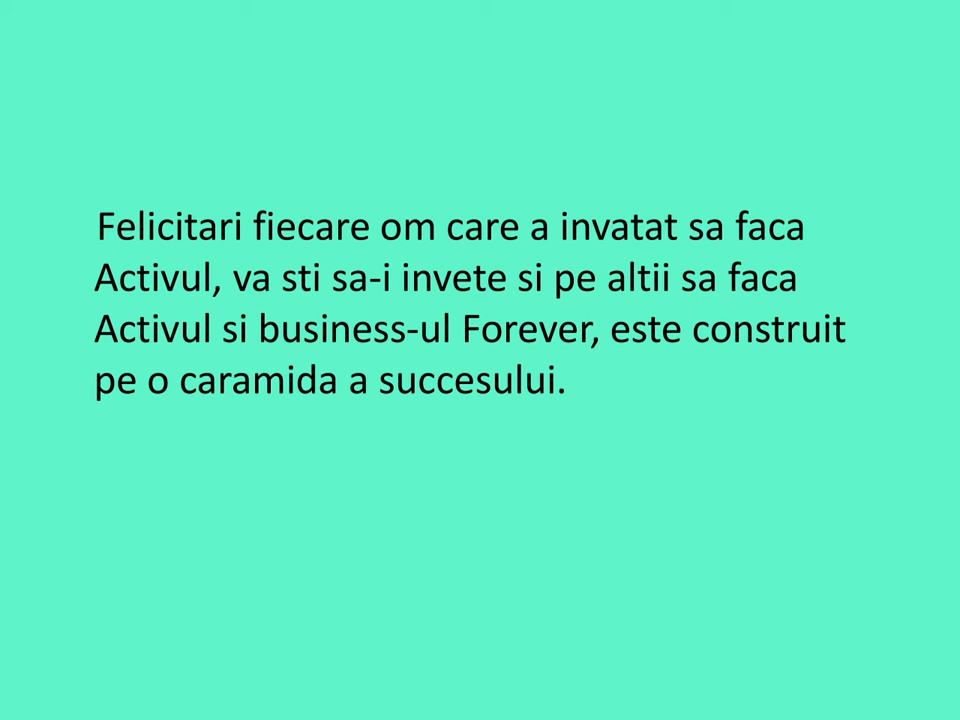 Felicitari fiecare om care a invatat sa faca
Activul, va sti sa-i invete si pe altii sa faca
Activul si business-ul Forever, este construit
pe o caramida a succesului.